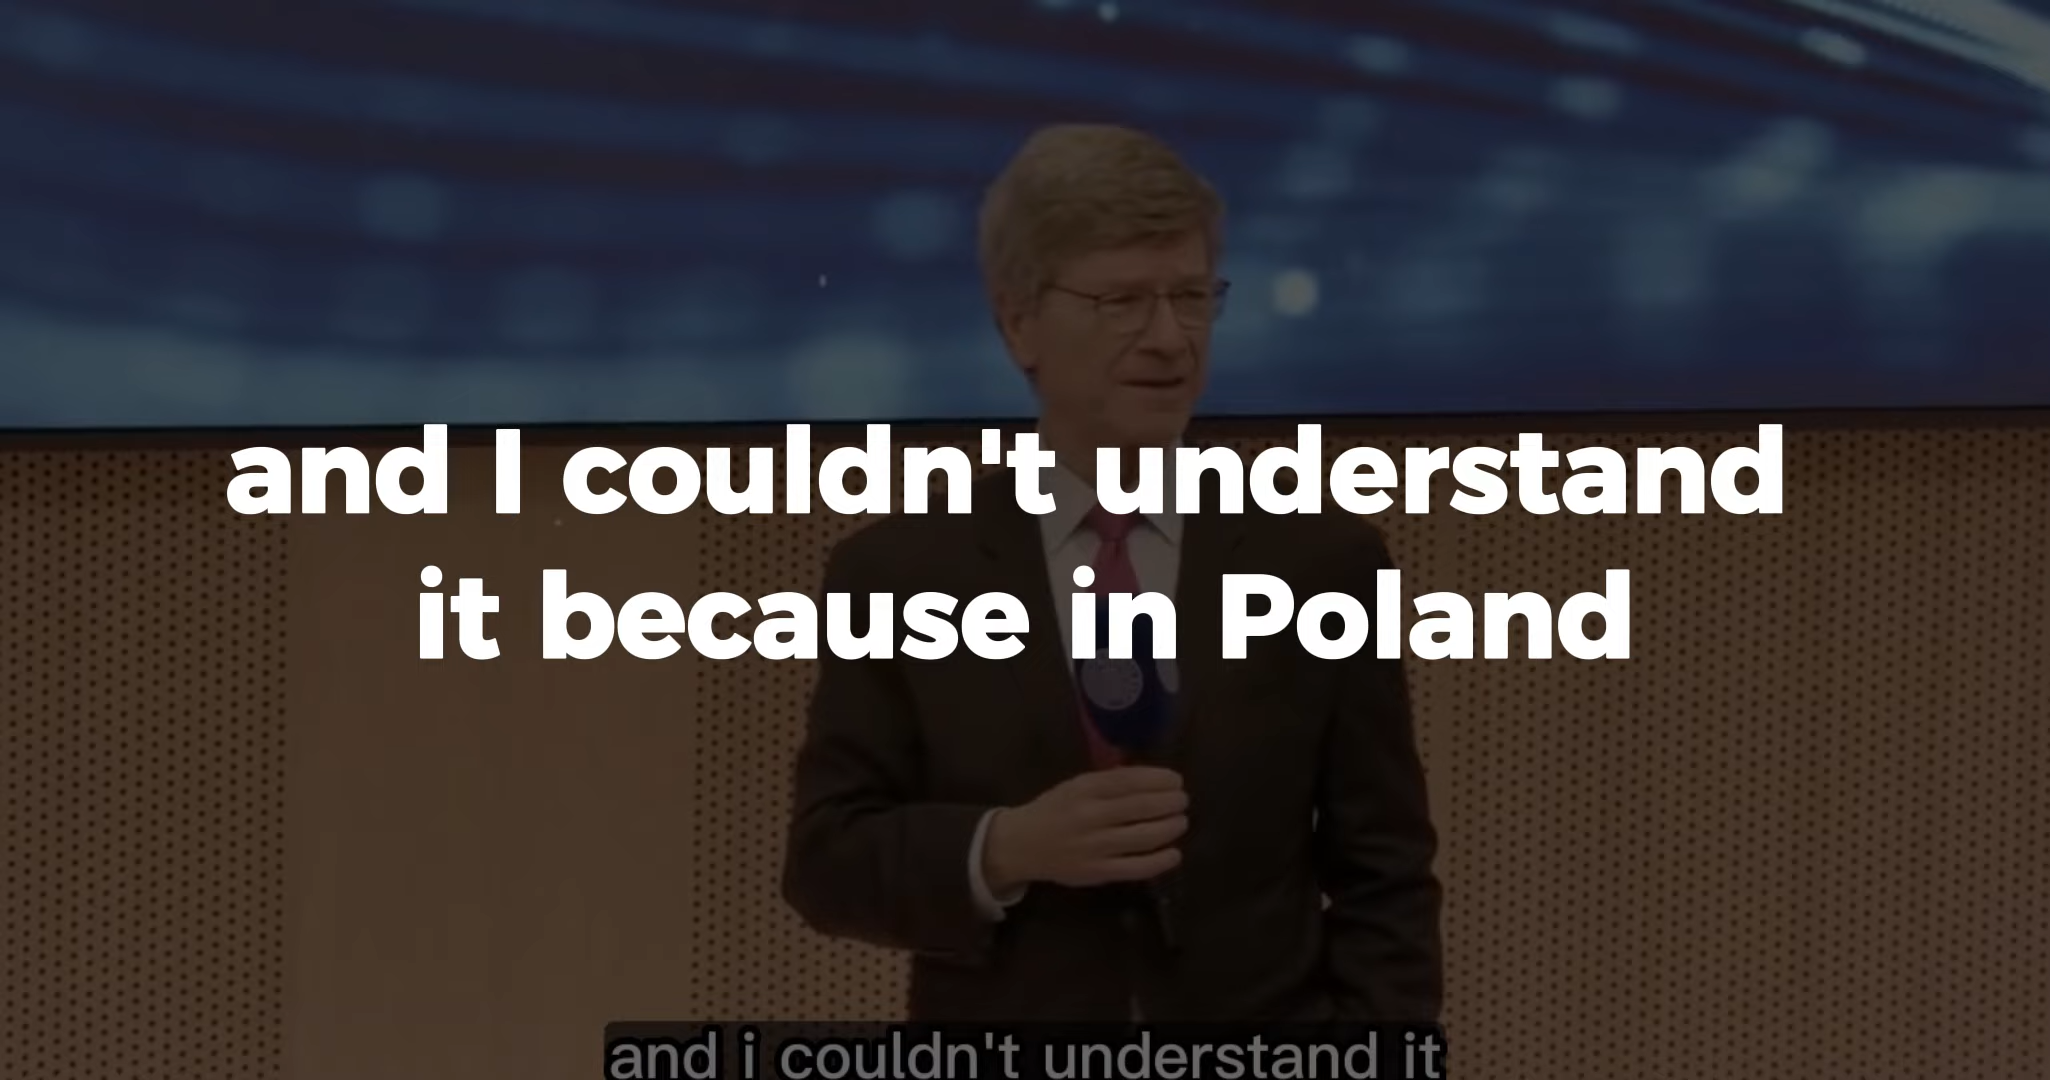 and I couldn't understand
it because in Poland
and i couldn't understand it